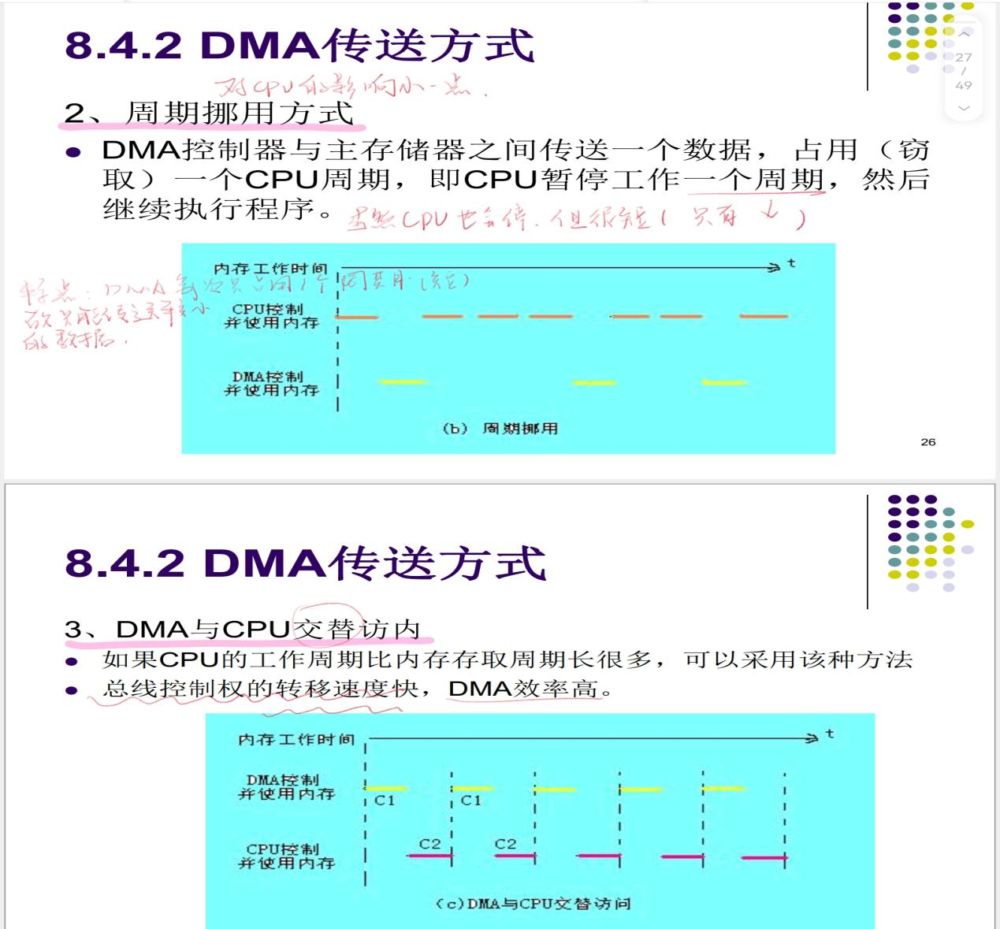 8.4.2 DMA传送方式
27
/
49
对CPU的影响小一点.
2、周期挪用方式
DMA控制器与主存储器之间传送一个数据，占用（窃
取）一个CPU周期，即CPU暂停工作一个周期，然后
继续执行程序。
虽然CPU也会停.但很短(只有↓)
内存工作时间 t
特点:DMA每次只占用1个周期(短)
故只能传送较小
的数据.
CPU控制
并使用内存
DMA控制
并使用内存
(b) 周期挪用
26
8.4.2 DMA传送方式
3、DMA与CPU交替访内
如果CPU的工作周期比内存存取周期长很多，可以采用该种方法
总线控制权的转移速度快，DMA效率高。
内存工作时间 t
DMA控制
并使用内存
C1 C1
C2 C2
CPU控制
并使用内存
(c)DMA与CPU交替访问